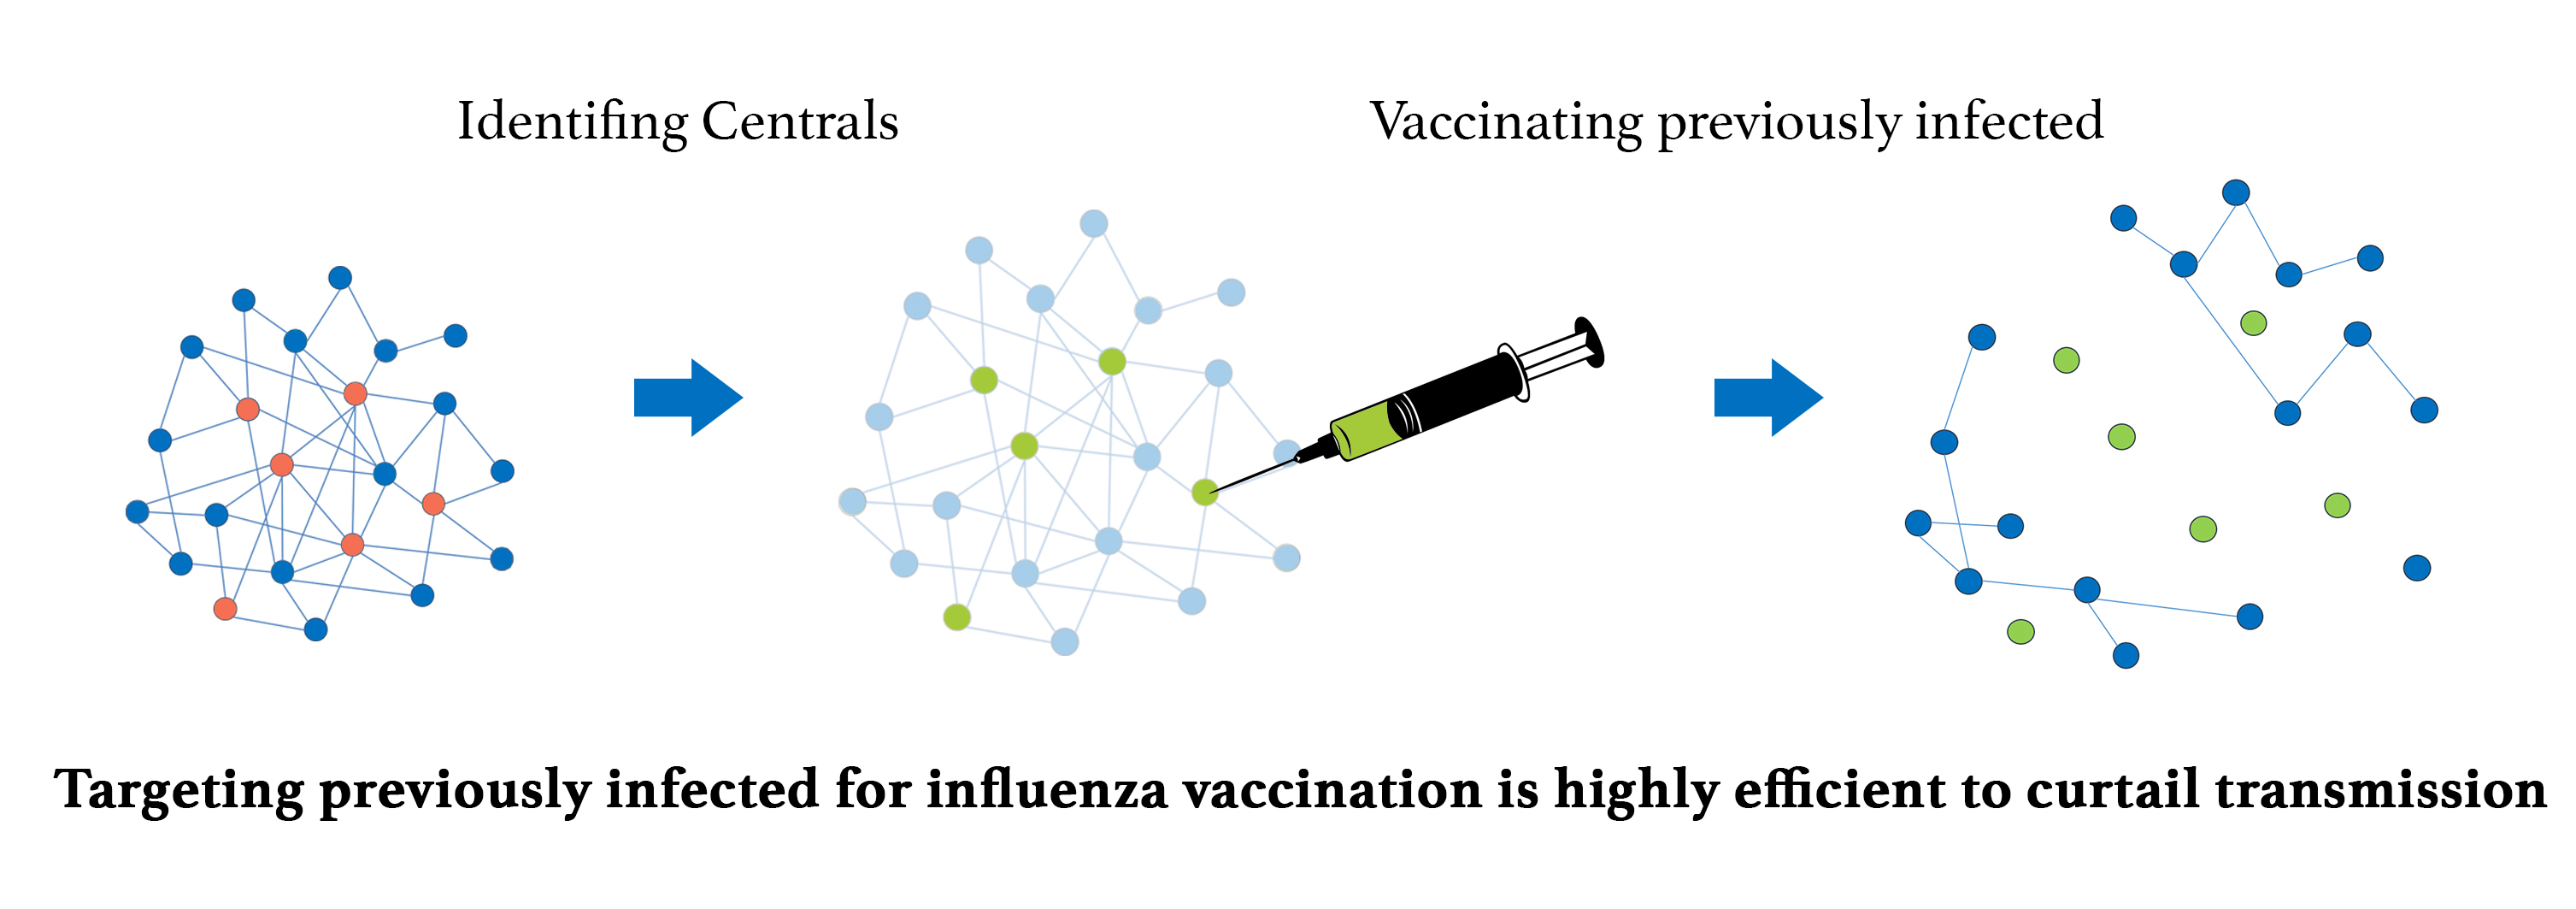 Identifing Centrals
Vaccinating previously infected
Targeting previously infected for influenza vaccination is highly efficient to curtail transmission